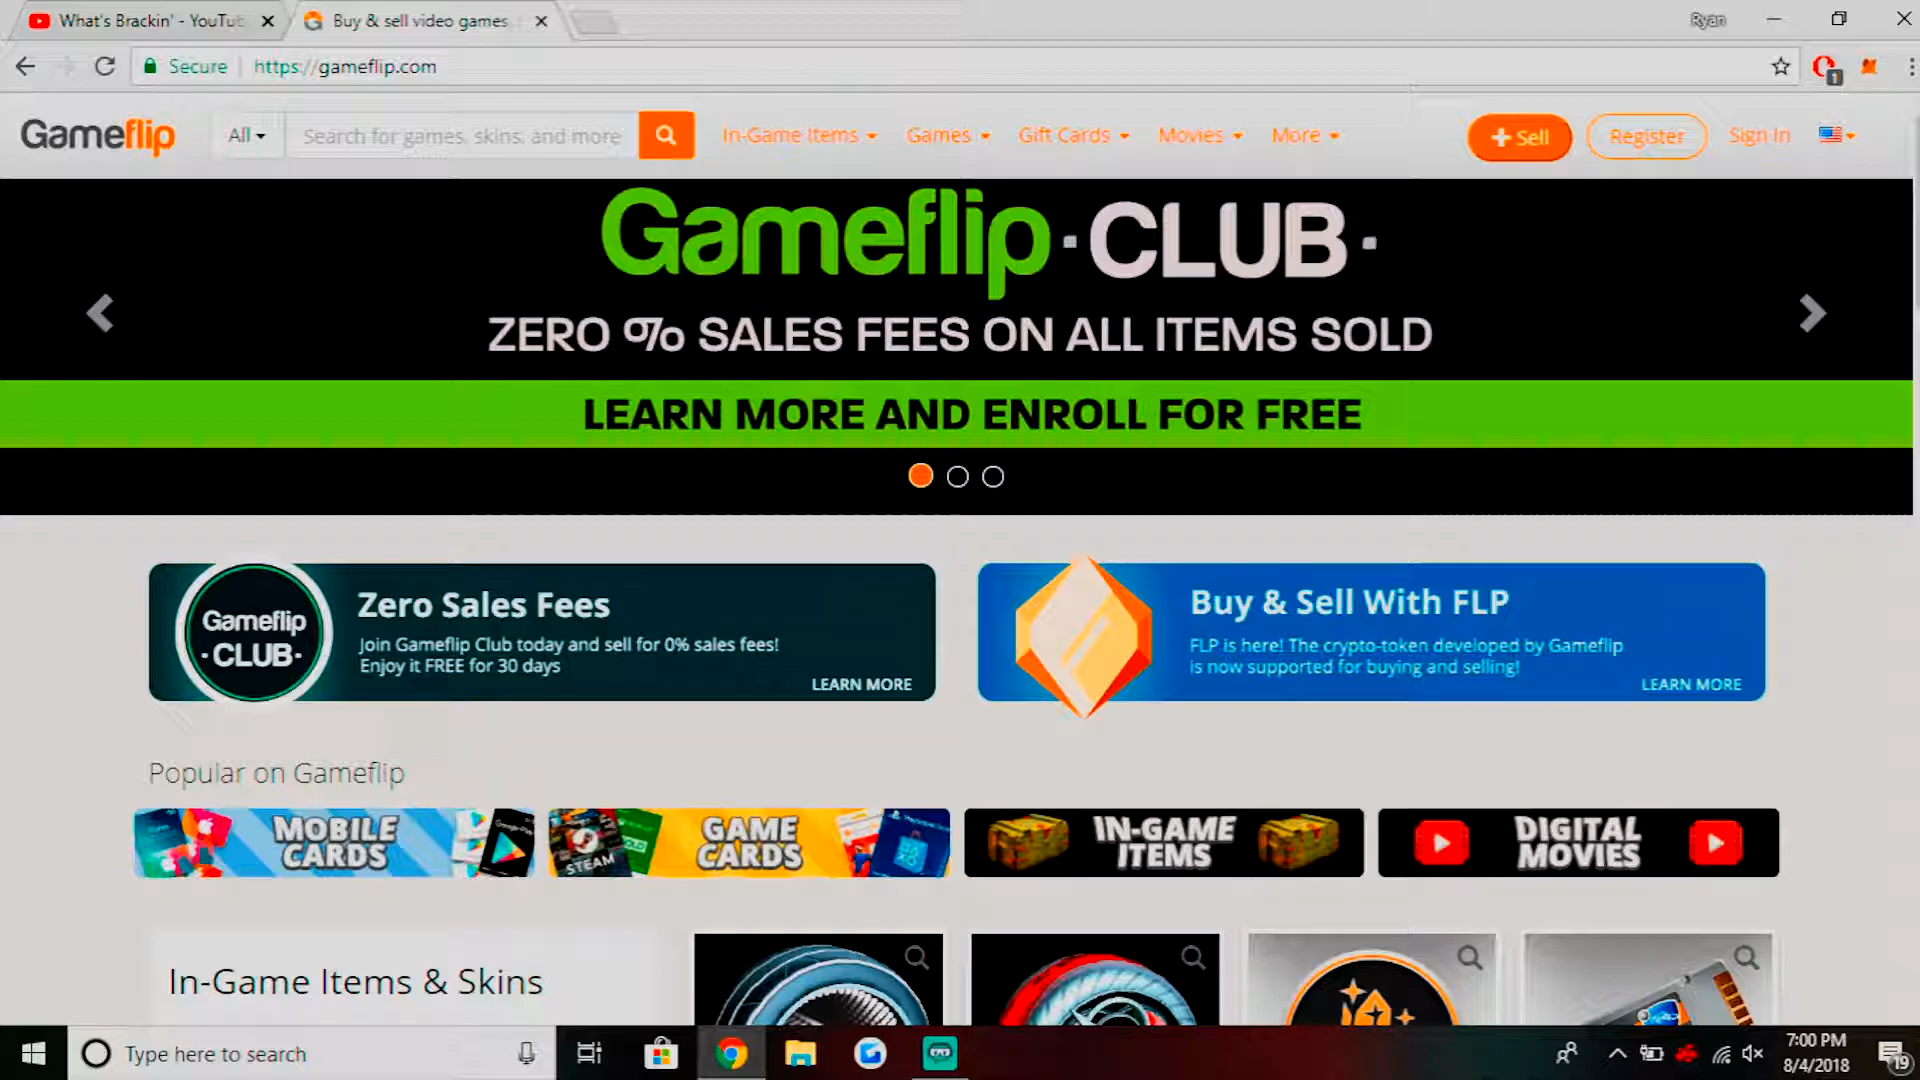 What's Brackin' - YouTub
Buy & sell video games
Ryan
Secure
https://gameflip.com
1
Gameflip
All
Search for games, skins, and more
In-Game Items
Games
Gift Cards
Movies
More
Sell
Register
Sign In
Gameflip · CLUB ·
ZERO % SALES FEES ON ALL ITEMS SOLD
LEARN MORE AND ENROLL FOR FREE
Gameflip
·CLUB·
Zero Sales Fees
Join Gameflip Club today and sell for 0% sales fees!
Enjoy it FREE for 30 days
LEARN MORE
Buy & Sell With FLP
FLP is here! The crypto-token developed by Gameflip
is now supported for buying and selling!
LEARN MORE
Popular on Gameflip
MOBILE
CARDS
STEAM
GAME
CARDS
IN-GAME
ITEMS
DIGITAL
MOVIES
In-Game Items & Skins
Type here to search
7:00 PM
8/4/2018
19